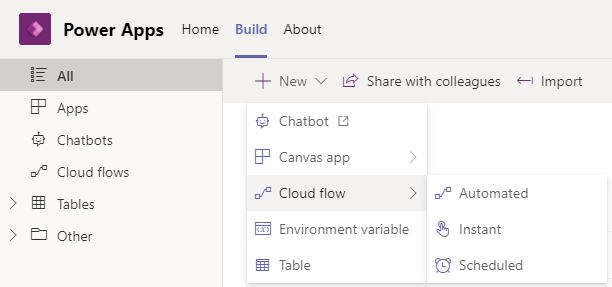 Power Apps Home Build About
All
Apps
Chatbots
Cloud flows
Tables
Other
New Share with colleagues Import
Chatbot
Canvas app
Cloud flow
Environment variable
Table
Automated
Instant
Scheduled